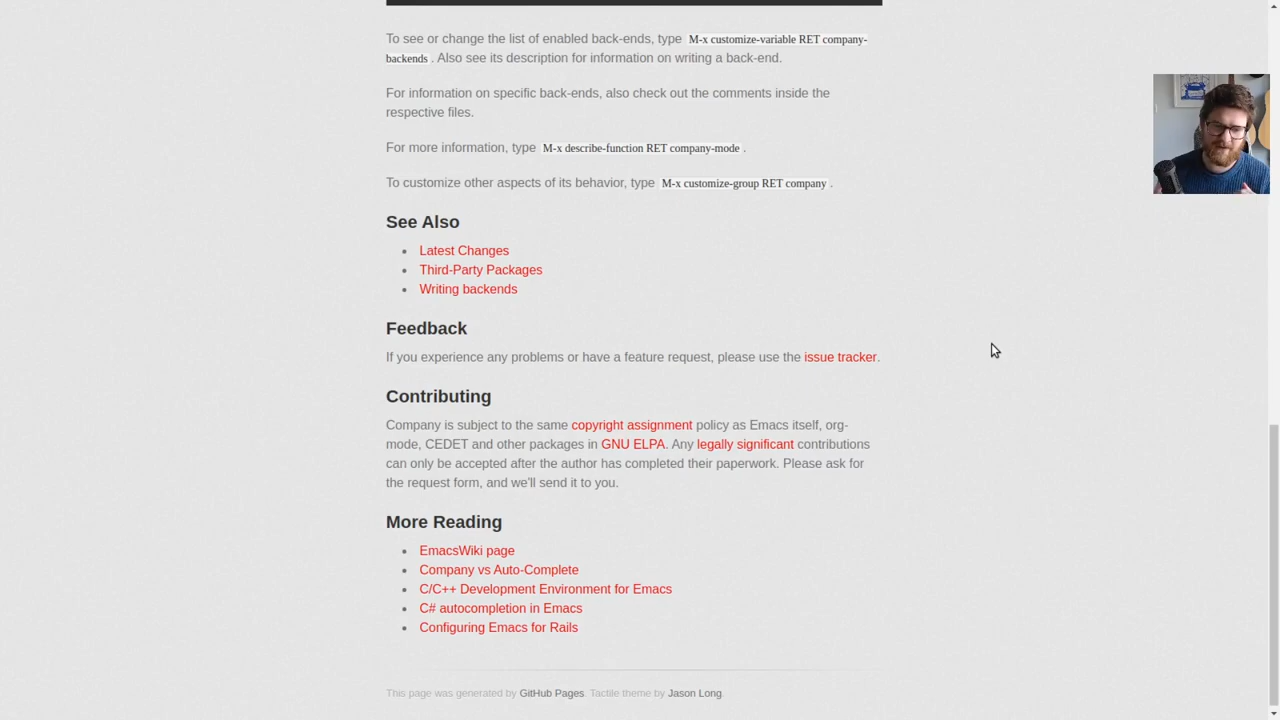 To see or change the list of enabled back-ends, type M-x customize-variable RET company-
backends . Also see its description for information on writing a back-end.
For information on specific back-ends, also check out the comments inside the
respective files.
For more information, type M-x describe-function RET company-mode .
To customize other aspects of its behavior, type M-x customize-group RET company .
See Also
Latest Changes
Third-Party Packages
Writing backends
Feedback
If you experience any problems or have a feature request, please use the issue tracker.
Contributing
Company is subject to the same copyright assignment policy as Emacs itself, org-
mode, CEDET and other packages in GNU ELPA. Any legally significant contributions
can only be accepted after the author has completed their paperwork. Please ask for
the request form, and we'll send it to you.
More Reading
EmacsWiki page
Company vs Auto-Complete
C/C++ Development Environment for Emacs
C# autocompletion in Emacs
Configuring Emacs for Rails
This page was generated by GitHub Pages. Tactile theme by Jason Long.